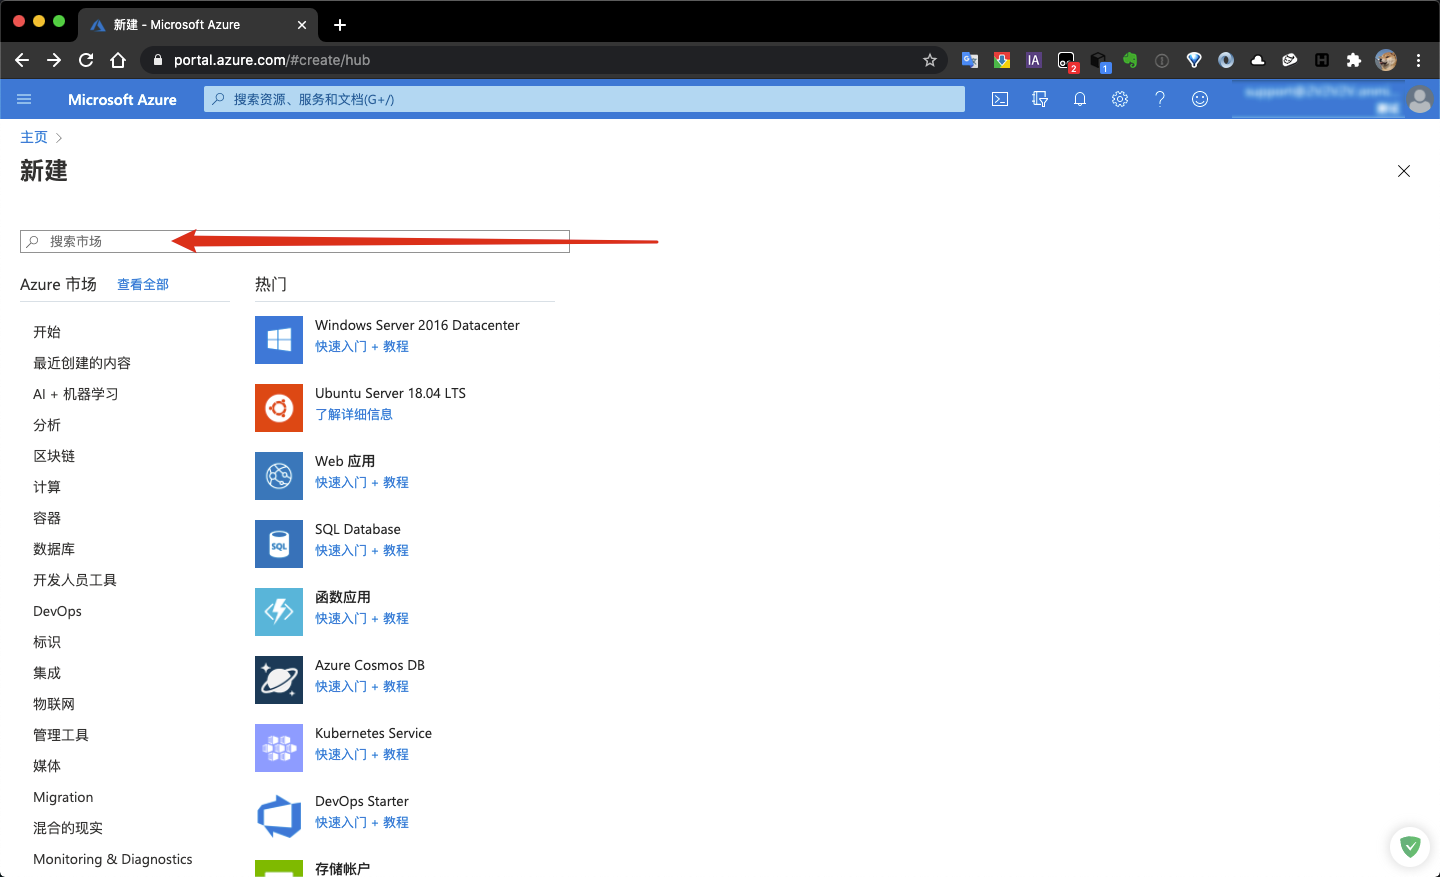 新建 - Microsoft Azure
portal.azure.com/#create/hub
IA
2
1
H
Microsoft Azure
搜索资源、服务和文档(G+/)
主页
新建
搜索市场
Azure 市场 查看全部
热门
开始
最近创建的内容
AI + 机器学习
分析
区块链
计算
容器
数据库
开发人员工具
DevOps
标识
集成
物联网
管理工具
媒体
Migration
混合的现实
Monitoring & Diagnostics
Windows Server 2016 Datacenter
快速入门 + 教程
Ubuntu Server 18.04 LTS
了解详细信息
Web 应用
快速入门 + 教程
SQL
SQL Database
快速入门 + 教程
函数应用
快速入门 + 教程
Azure Cosmos DB
快速入门 + 教程
Kubernetes Service
快速入门 + 教程
DevOps Starter
快速入门 + 教程
存储帐户